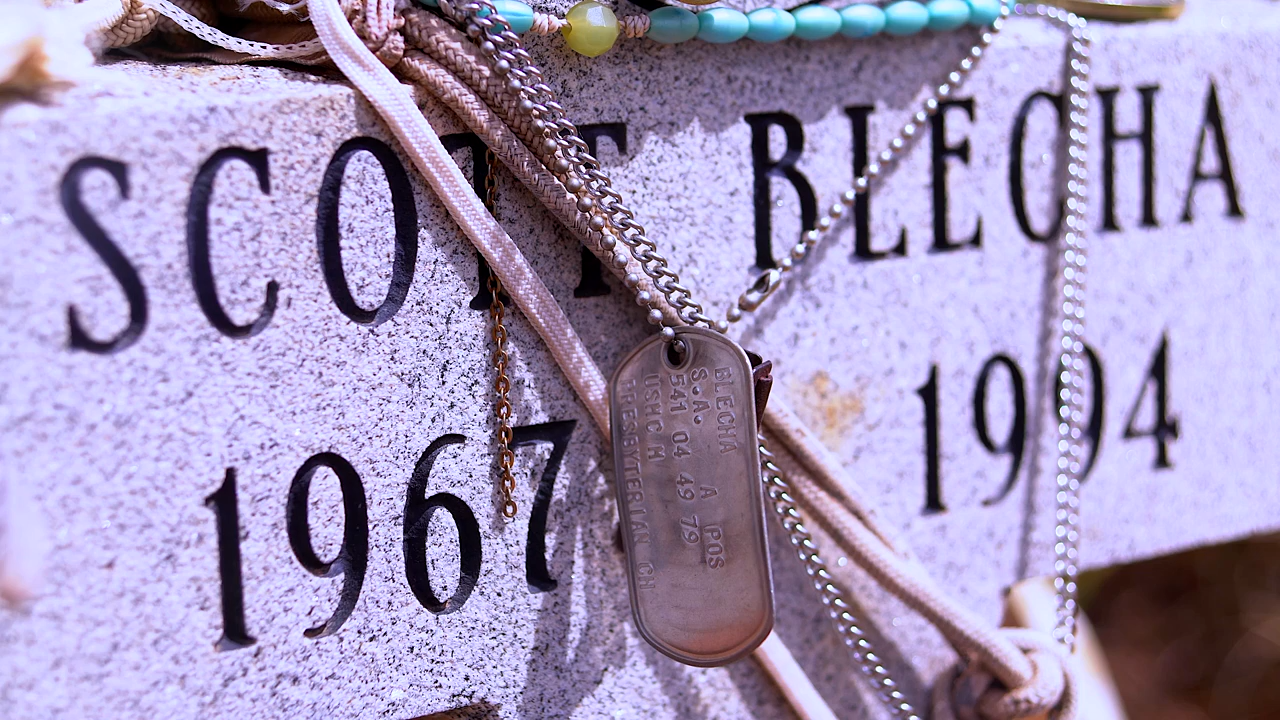 SCOTT BLECHA
1967 1994
BLECHA
S.A. A POS
541 04 49 79
USMC M
PRESBYTERIAN CH